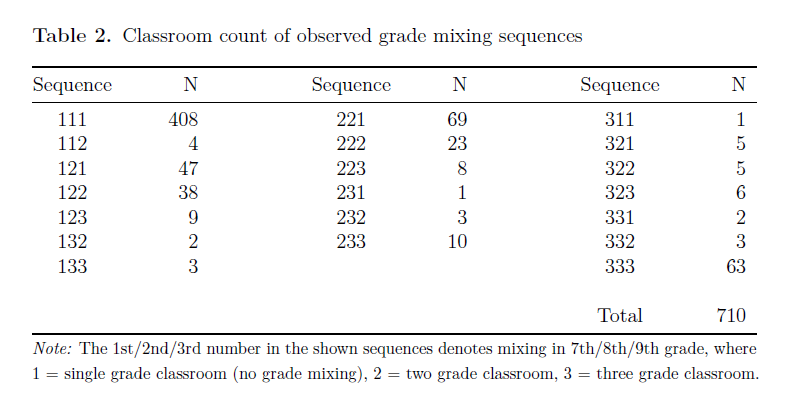 Table 2. Classroom count of observed grade mixing sequences
Sequence N Sequence N Sequence N
111 408 221 69 311 1
112 4 222 23 321 5
121 47 223 8 322 5
122 38 231 1 323 6
123 9 232 3 331 2
132 2 233 10 332 3
133 3 333 63
Total 710
Note: The 1st/2nd/3rd number in the shown sequences denotes mixing in 7th/8th/9th grade, where
1 = single grade classroom (no grade mixing), 2 = two grade classroom, 3 = three grade classroom.